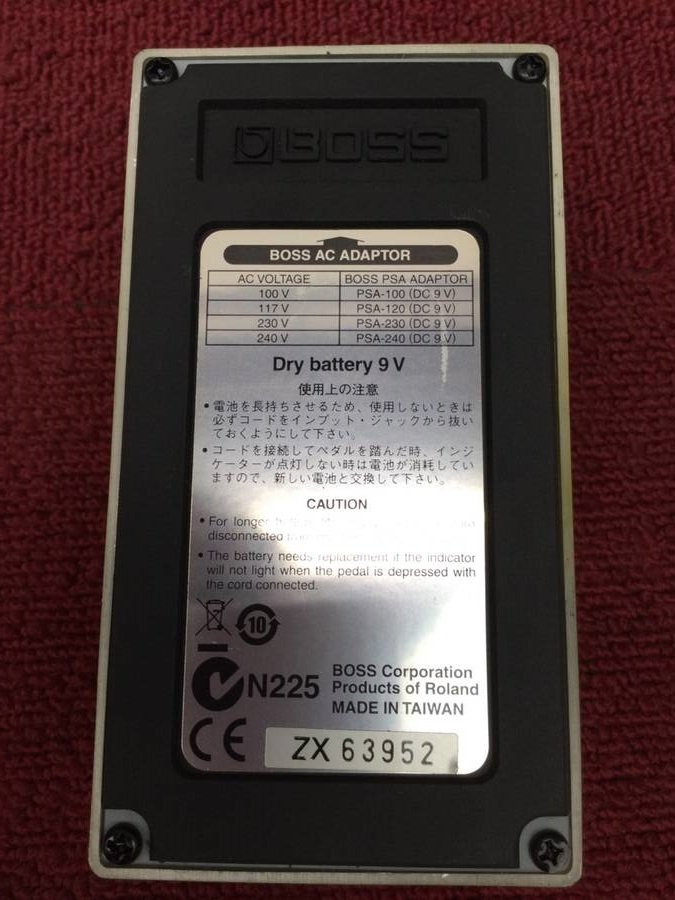 BOSS
BOSS AC ADAPTOR
AC VOLTAGE BOSS PSA ADAPTOR
100 V PSA-100 (DC 9 V)
117 V PSA-120 (DC 9 V)
230 V PSA-230 (DC 9 V)
240 V PSA-240 (DC 9 V)
Dry battery 9 V
使用上の注意
• 電池を長持ちさせるため、使用しないときは
必ずコードをインプット・ジャックから抜い
ておくようにして下さい。
• コードを接続してペダルを踏んだ時、インジ
ケーターが点灯しない時は電池が消耗してい
ますので、新しい電池と交換して下さい。
CAUTION
• For longer
disconnected
• The battery needs replacement if the indicator
will not light when the pedal is depressed with
the cord connected.
10
N225
BOSS Corporation
Products of Roland
MADE IN TAIWAN
CE
ZX 63952